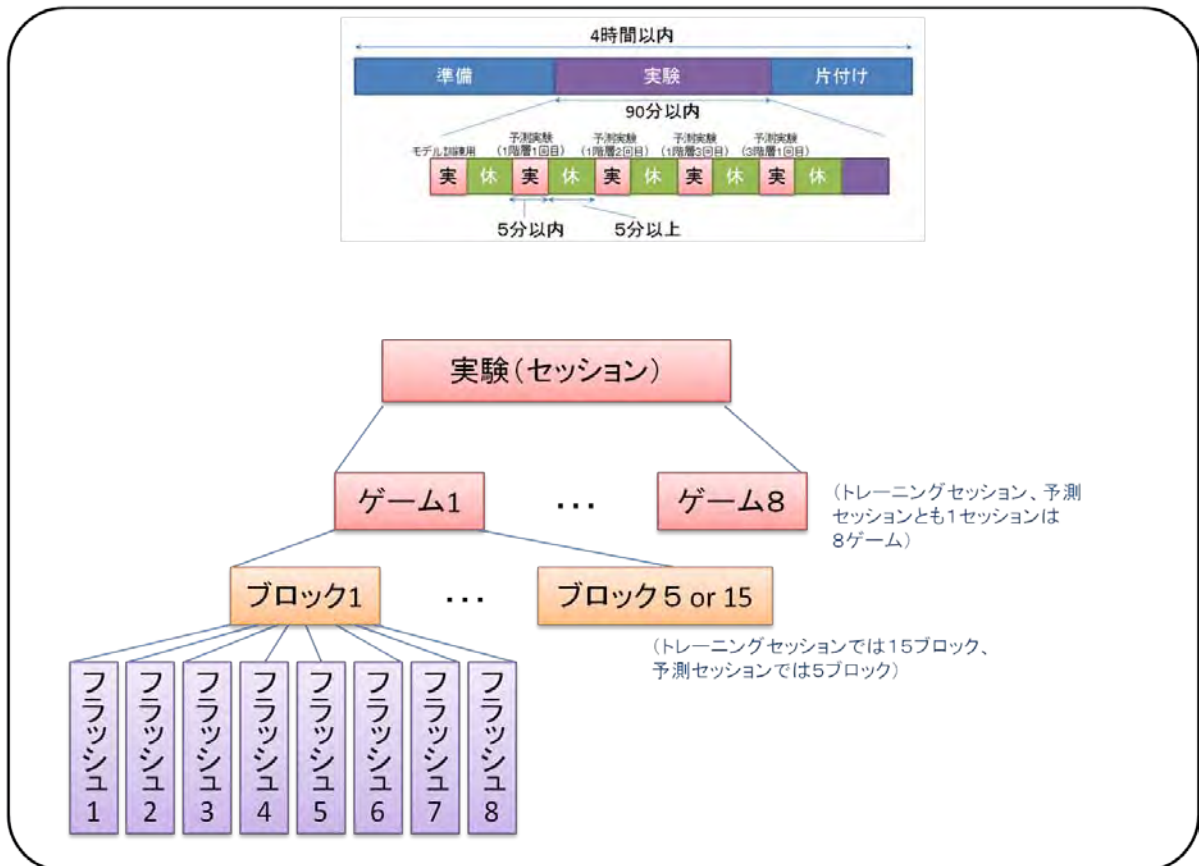 4時間以内
準備 実験 片付け
90分以内
モデル訓練用
予測実験
(1階層1回目)
予測実験
(1階層2回目)
予測実験
(1階層3回目)
予測実験
(3階層1回目)
実 休 実 休 実 休 実 休 実 休
5分以内 5分以上
実験(セッション)
ゲーム1 ・・・ ゲーム8
(トレーニングセッション、予測
セッションとも1セッションは
8ゲーム)
ブロック1 ・・・ ブロック5 or 15
(トレーニングセッションでは15ブロック、
予測セッションでは5ブロック)
フラッシュ1
フラッシュ2
フラッシュ3
フラッシュ4
フラッシュ5
フラッシュ6
フラッシュ7
フラッシュ8